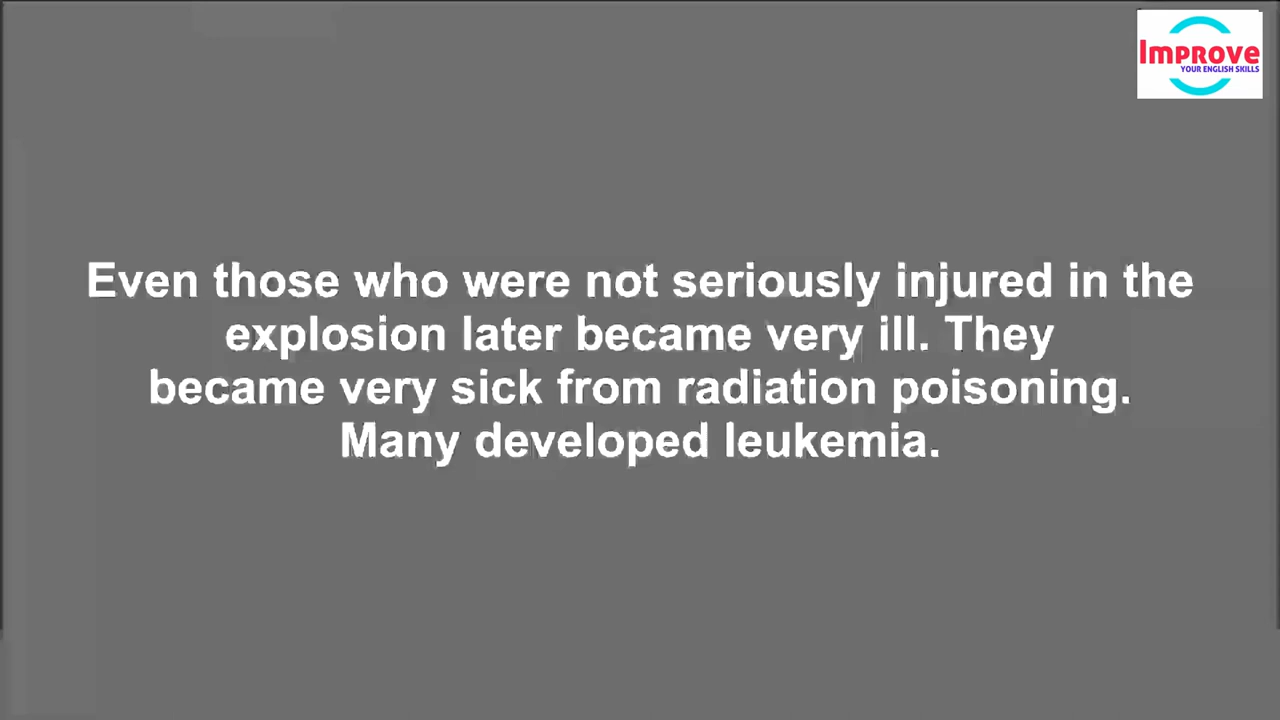 Improve
YOUR ENGLISH SKILLS
Even those who were not seriously injured in the
explosion later became very ill. They
became very sick from radiation poisoning.
Many developed leukemia.